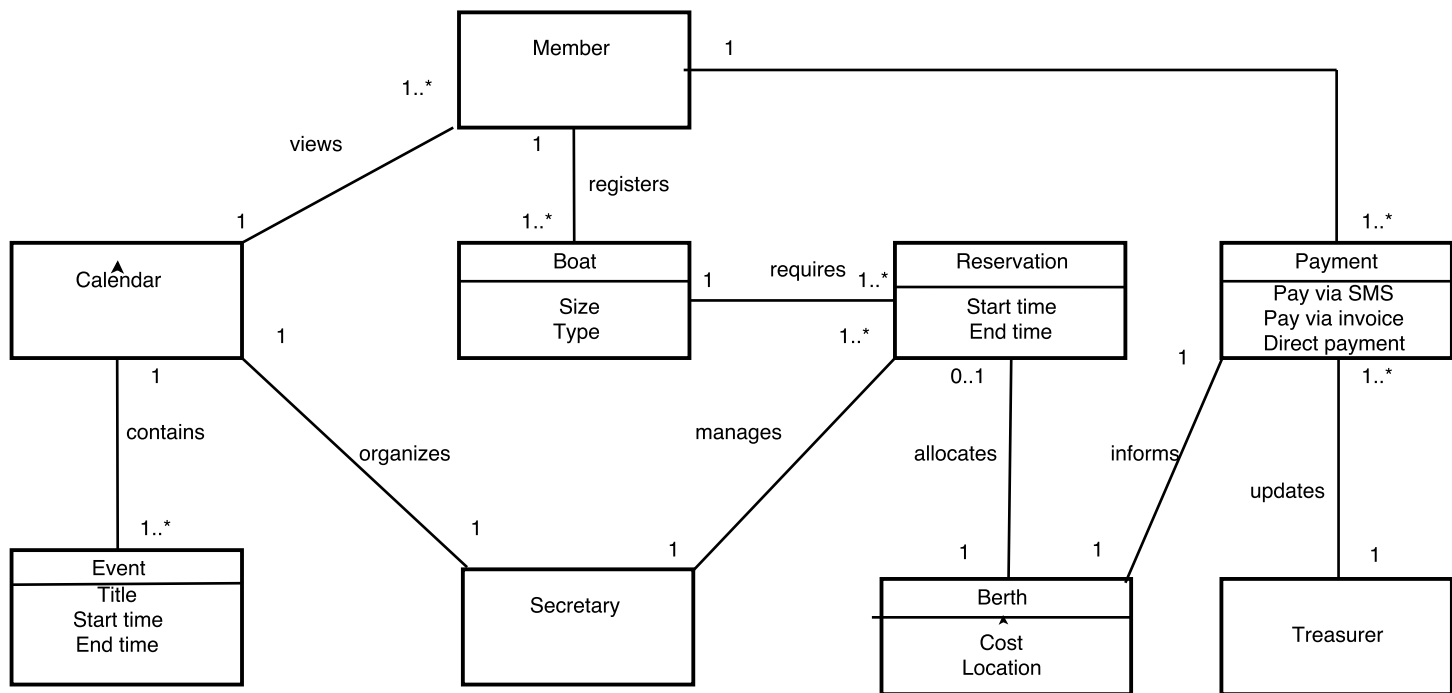 Member
1
1..*
views
1
registers
1
1..*
1..*
Calendar
Boat
Size
Type
1
requires
1..*
Reservation
Start time
End time
Payment
Pay via SMS
Pay via invoice
Direct payment
1
1..*
1
1
0..1
1..*
contains
organizes
manages
allocates
informs
updates
1..*
1
1
1
1
1
Event
Title
Start time
End time
Secretary
Berth
Cost
Location
Treasurer